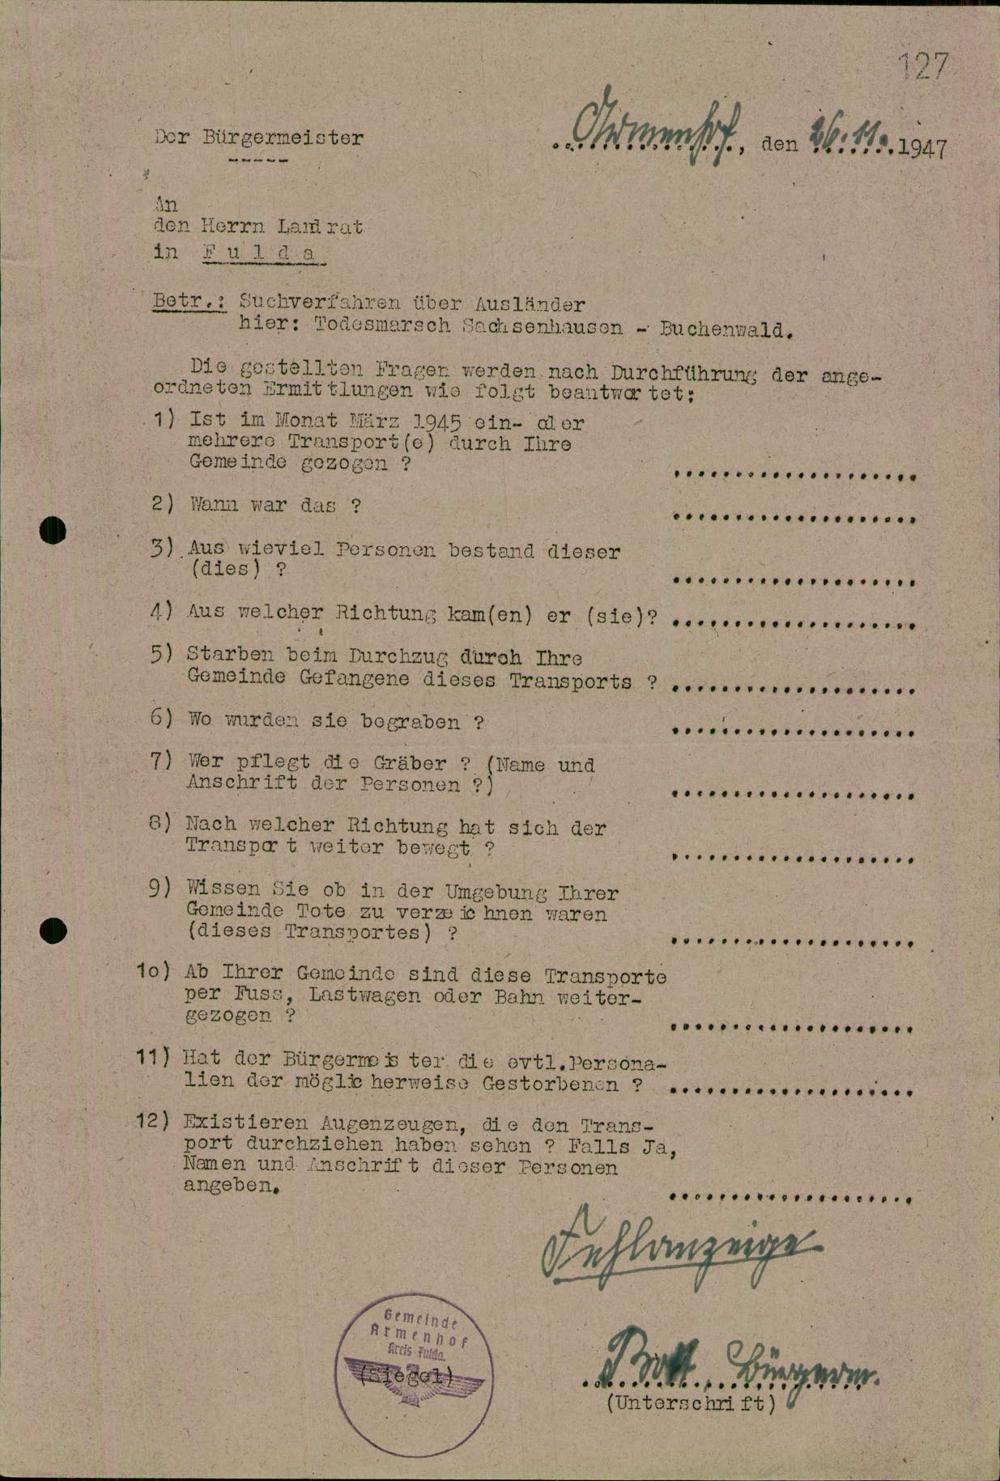 127
Der Bürgermeister
-----
Armenhof, den 26.11.1947
An
den Herrn Landrat
in Fulda
Betr.: Suchverfahren über Ausländer
hier: Todesmarsch Sachsenhausen - Buchenwald.
Die gestellten Fragen werden nach Durchführung der ange-
ordneten Ermittlungen wie folgt beantwortet:
1) Ist im Monat März 1945 ein- oder
mehrere Transport(e) durch Ihre
Gemeinde gezogen ? ....................
2) Wann war das ? ....................
3) Aus wieviel Personen bestand dieser
(dies) ? ....................
4) Aus welcher Richtung kam(en) er (sie)? ....................
5) Starben beim Durchzug durch Ihre
Gemeinde Gefangene dieses Transports ? ....................
6) Wo wurden sie begraben ? ....................
7) Wer pflegt die Gräber ? (Name und
Anschrift der Personen ?) ....................
8) Nach welcher Richtung hat sich der
Transport weiter bewegt ? ....................
9) Wissen Sie ob in der Umgebung Ihrer
Gemeinde Tote zu verzeichnen waren
(dieses Transportes) ? ....................
1o) Ab Ihrer Gemeinde sind diese Transporte
per Fuss, Lastwagen oder Bahn weiter-
gezogen ? ....................
11) Hat der Bürgermeister die evtl.Persona-
lien der möglicherweise Gestorbenen ? ....................
12) Existieren Augenzeugen, die den Trans-
port durchziehen haben sehen ? Falls Ja,
Namen und Anschrift dieser Personen
angeben. ....................
Fehlanzeige
Gemeinde
Armenhof
Kreis Fulda
(Siegel)
Bott Bürgerm.
(Unterschrift)